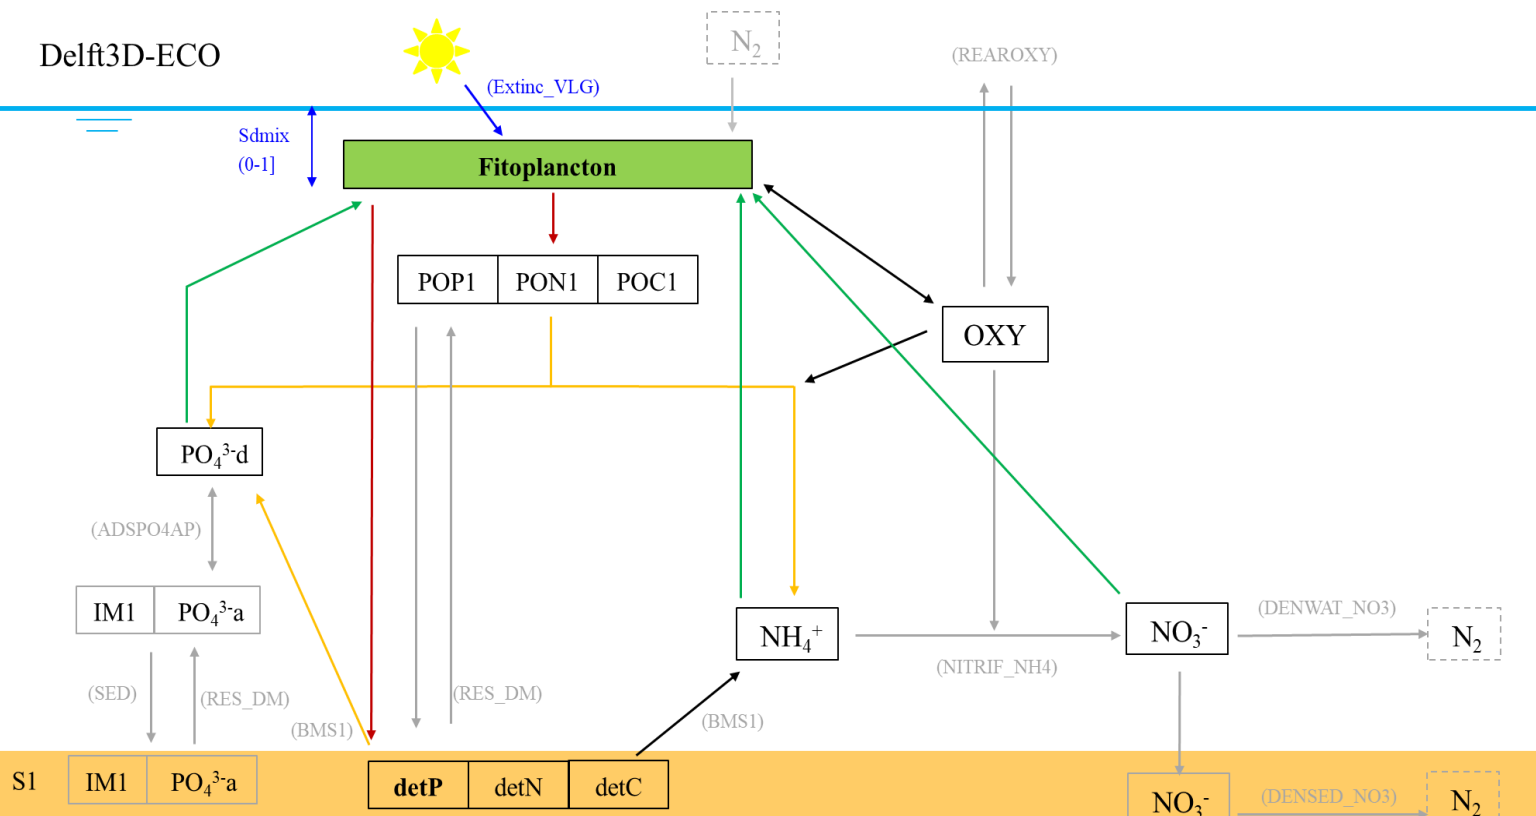 Delft3D-ECO
N2
(REAROXY)
(Extinc_VLG)
Sdmix
(0-1]
Fitoplancton
POP1 PON1 POC1
OXY
PO4³⁻d
(ADSPO4AP)
IM1 PO4³⁻a
NH4⁺
NO3⁻
(DENWAT_NO3)
N2
(NITRIF_NH4)
(SED)
(RES_DM)
(RES_DM)
(BMS1)
(BMS1)
S1
IM1 PO4³⁻a
detP detN detC
NO3⁻
(DENSED_NO3)
N2